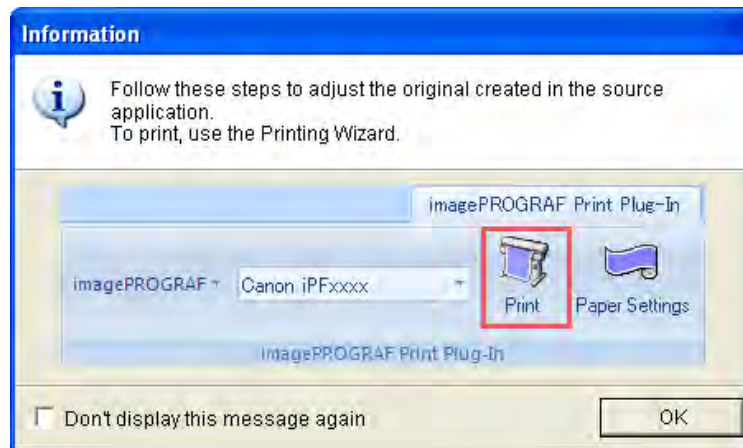 Information
Follow these steps to adjust the original created in the source
application.
To print, use the Printing Wizard.
imagePROGRAF Print Plug-In
imagePROGRAF
Canon iPFxxxx
Print
Paper Settings
imagePROGRAF Print Plug-In
Don't display this message again
OK